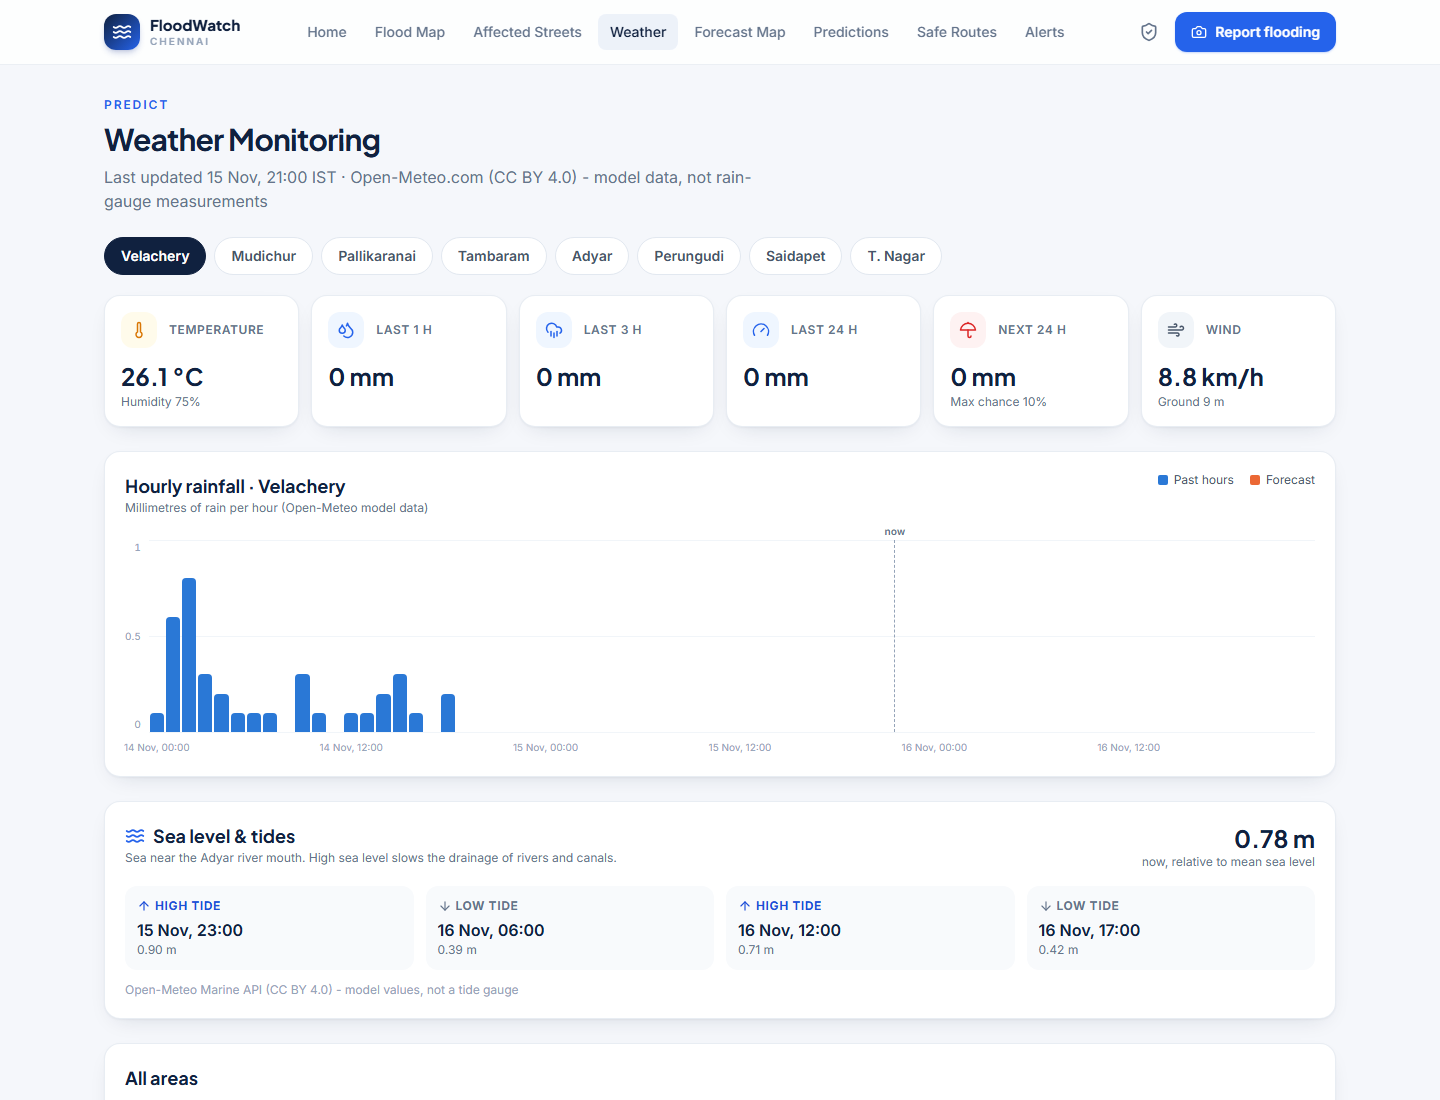 FloodWatch
CHENNAI
Home
Flood Map
Affected Streets
Weather
Forecast Map
Predictions
Safe Routes
Alerts
Report flooding
PREDICT
Weather Monitoring
Last updated 15 Nov, 21:00 IST · Open-Meteo.com (CC BY 4.0) - model data, not rain-
gauge measurements
Velachery
Mudichur
Pallikaranai
Tambaram
Adyar
Perungudi
Saidapet
T. Nagar
TEMPERATURE
26.1 °C
Humidity 75%
LAST 1 H
0 mm
LAST 3 H
0 mm
LAST 24 H
0 mm
NEXT 24 H
0 mm
Max chance 10%
WIND
8.8 km/h
Ground 9 m
Hourly rainfall · Velachery
Millimetres of rain per hour (Open-Meteo model data)
Past hours
Forecast
now
1
0.5
0
14 Nov, 00:00
14 Nov, 12:00
15 Nov, 00:00
15 Nov, 12:00
16 Nov, 00:00
16 Nov, 12:00
Sea level & tides
Sea near the Adyar river mouth. High sea level slows the drainage of rivers and canals.
0.78 m
now, relative to mean sea level
HIGH TIDE
15 Nov, 23:00
0.90 m
LOW TIDE
16 Nov, 06:00
0.39 m
HIGH TIDE
16 Nov, 12:00
0.71 m
LOW TIDE
16 Nov, 17:00
0.42 m
Open-Meteo Marine API (CC BY 4.0) - model values, not a tide gauge
All areas